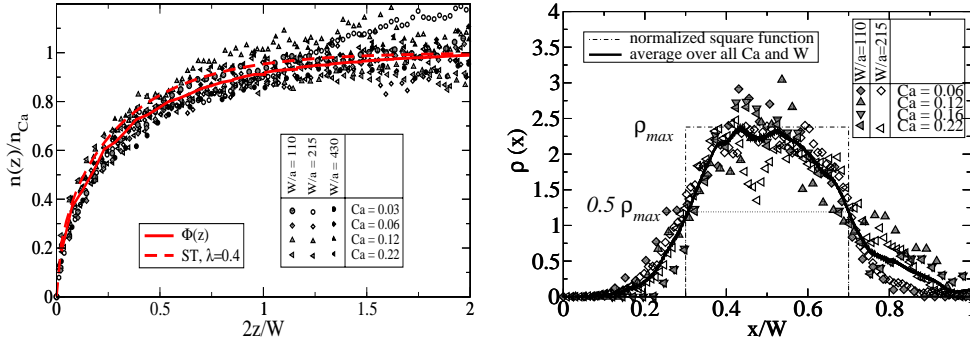 n(z)/n_Ca
1.2
1
0.8
0.6
0.4
0.2
0
0
0.5
1
1.5
2
2z/W
Φ(z)
ST, λ=0.4
W/a = 110
W/a = 215
W/a = 430
Ca = 0.03
Ca = 0.06
Ca = 0.12
Ca = 0.22
ρ (x)
4
3.5
3
2.5
2
1.5
1
0.5
0
0
0.2
0.4
0.6
0.8
x/W
normalized square function
average over all Ca and W
W/a=110
W/a=215
Ca = 0.06
Ca = 0.12
Ca = 0.16
Ca = 0.22
ρ_max
0.5 ρ_max